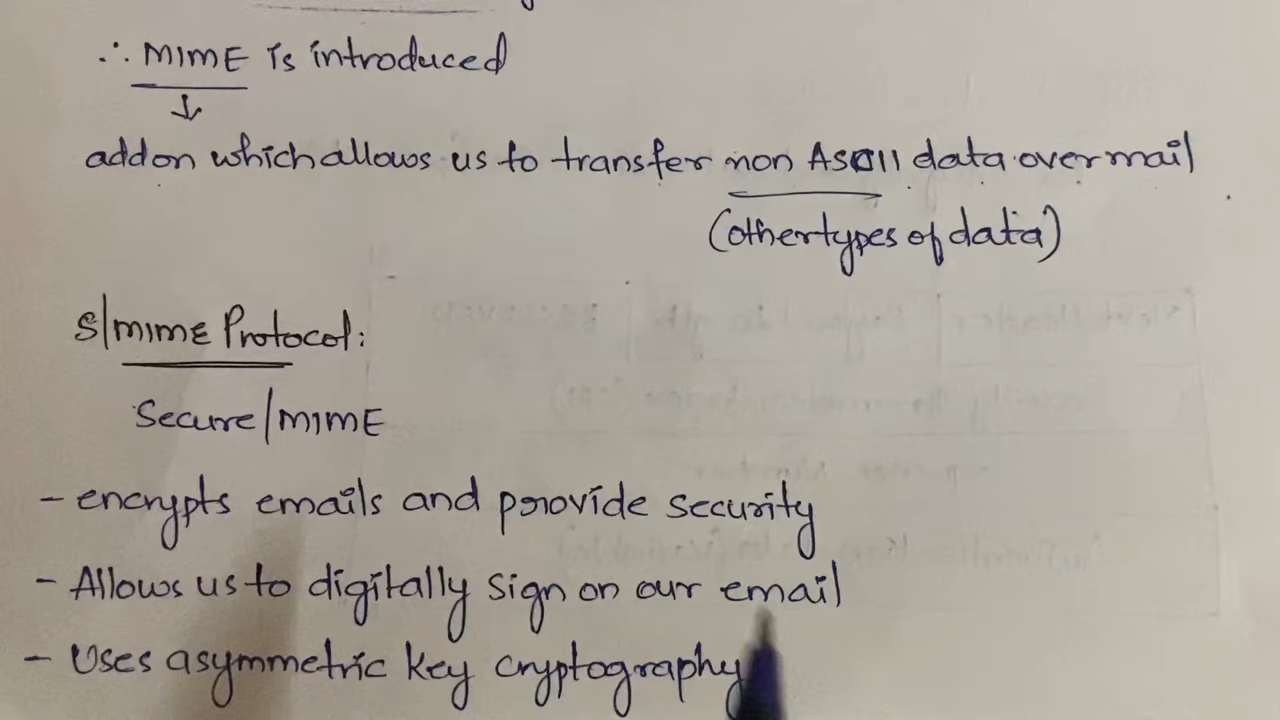 ∴ MIME is introduced
↓
addon which allows us to transfer non ASCII data over mail
(other types of data)
S/MIME Protocol:
Secure/MIME
- encrypts emails and provide security
- Allows us to digitally sign on our email
- Uses asymmetric key cryptography